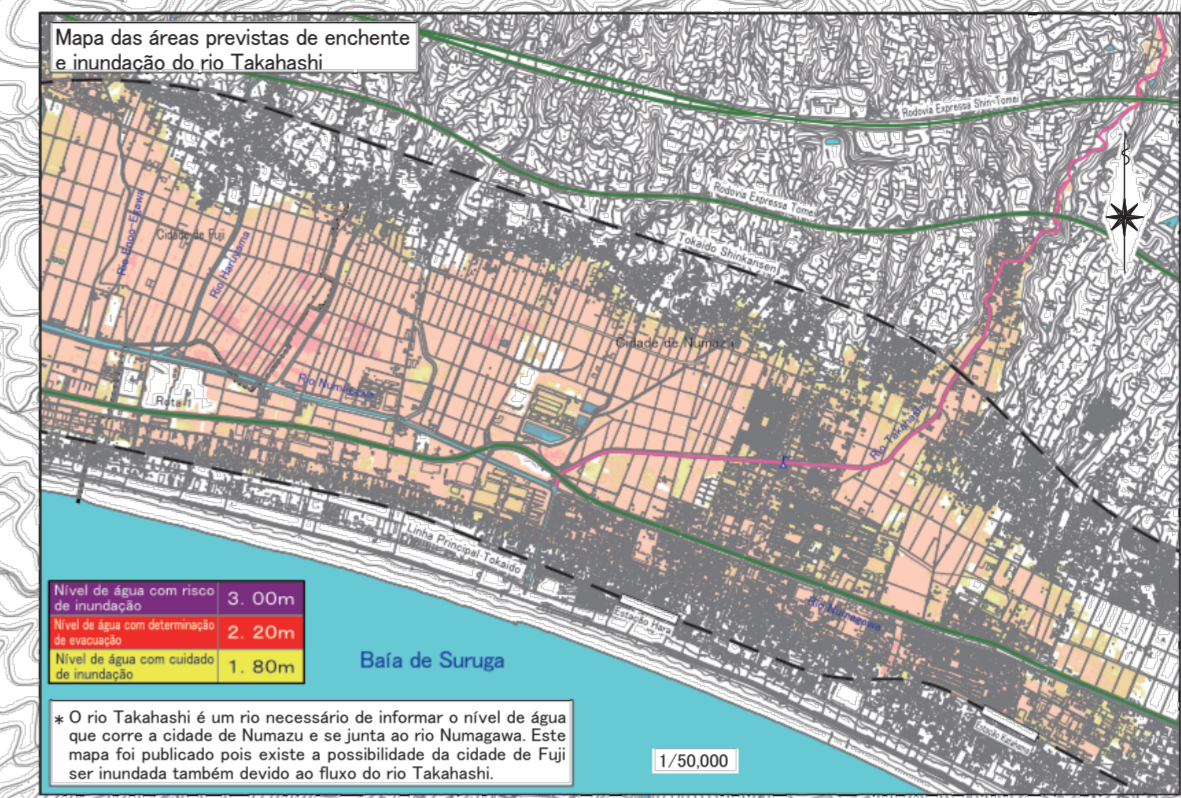 Mapa das áreas previstas de enchente
e inundação do rio Takahashi
Rodovia Expressa Shin-Tomei
Rodovia Expressa Tomei
Tokaido Shinkansen
Cidade de Fuji
Rio Haruyama
Cidade de Numazu
Rio Numagawa
Rota-1
Rio Takahashi
Linha Principal-Tokaido
Estação Hara
Rio Numagawa
Nível de água com risco
de inundação
3. 00m
Nível de água com determinação
de evacuação
2. 20m
Nível de água com cuidado
de inundação
1. 80m
Baía de Suruga
* O rio Takahashi é um rio necessário de informar o nível de água
que corre a cidade de Numazu e se junta ao rio Numagawa. Este
mapa foi publicado pois existe a possibilidade da cidade de Fuji
ser inundada também devido ao fluxo do rio Takahashi.
1/50,000